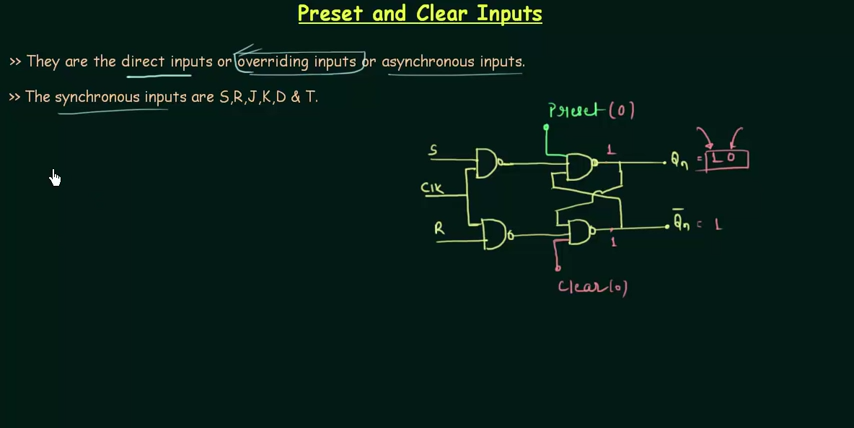 Preset and Clear Inputs
>> They are the direct inputs or overriding inputs or asynchronous inputs.
>> The synchronous inputs are S,R,J,K,D & T.
Preset (0)
S
1
Qn = 1 0
Clk
R
1
Q̅n = 1
Clear (0)